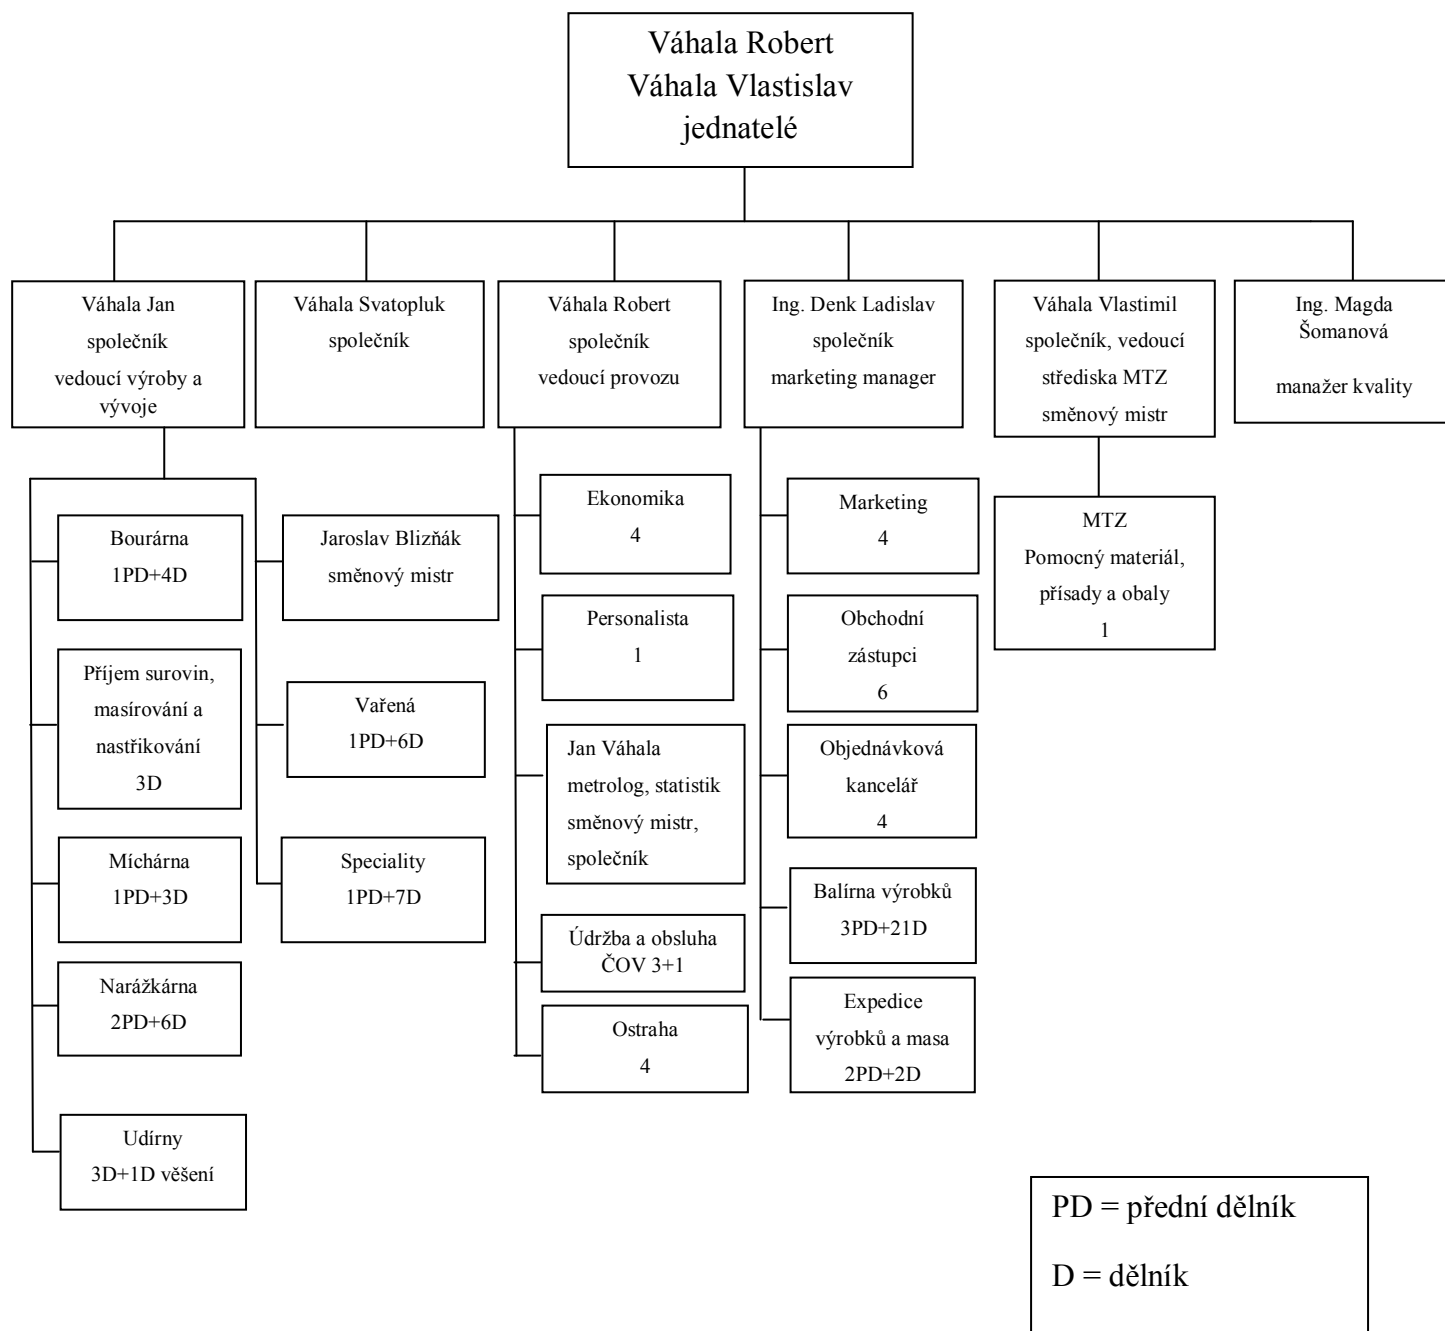 Váhala Robert
Váhala Vlastislav
jednatelé
Váhala Jan
společník
vedoucí výroby a
vývoje
Váhala Svatopluk
společník
Váhala Robert
společník
vedoucí provozu
Ing. Denk Ladislav
společník
marketing manager
Váhala Vlastimil
společník, vedoucí
střediska MTZ
směnový mistr
Ing. Magda
Šomanová
manažer kvality
Bourárna
1PD+4D
Příjem surovin,
masírování a
nastřikování
3D
Míchárna
1PD+3D
Narážkárna
2PD+6D
Udírny
3D+1D věšení
Jaroslav Blizňák
směnový mistr
Vařená
1PD+6D
Speciality
1PD+7D
Ekonomika
4
Personalista
1
Jan Váhala
metrolog, statistik
směnový mistr,
společník
Údržba a obsluha
ČOV 3+1
Ostraha
4
Marketing
4
Obchodní
zástupci
6
Objednávková
kancelář
4
Balírna výrobků
3PD+21D
Expedice
výrobků a masa
2PD+2D
MTZ
Pomocný materiál,
přísady a obaly
1
PD = přední dělník
D = dělník